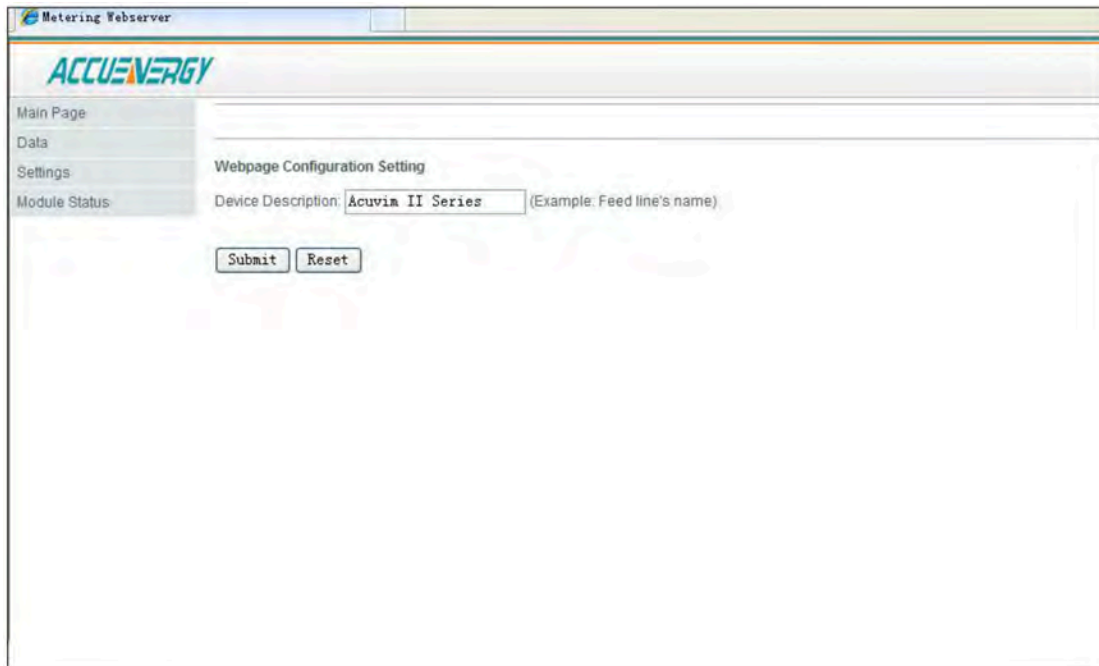 Metering Webserver
ACCUENERGY
Main Page
Data
Settings
Module Status
Webpage Configuration Setting
Device Description: Acuvim II Series (Example: Feed line's name)
Submit Reset